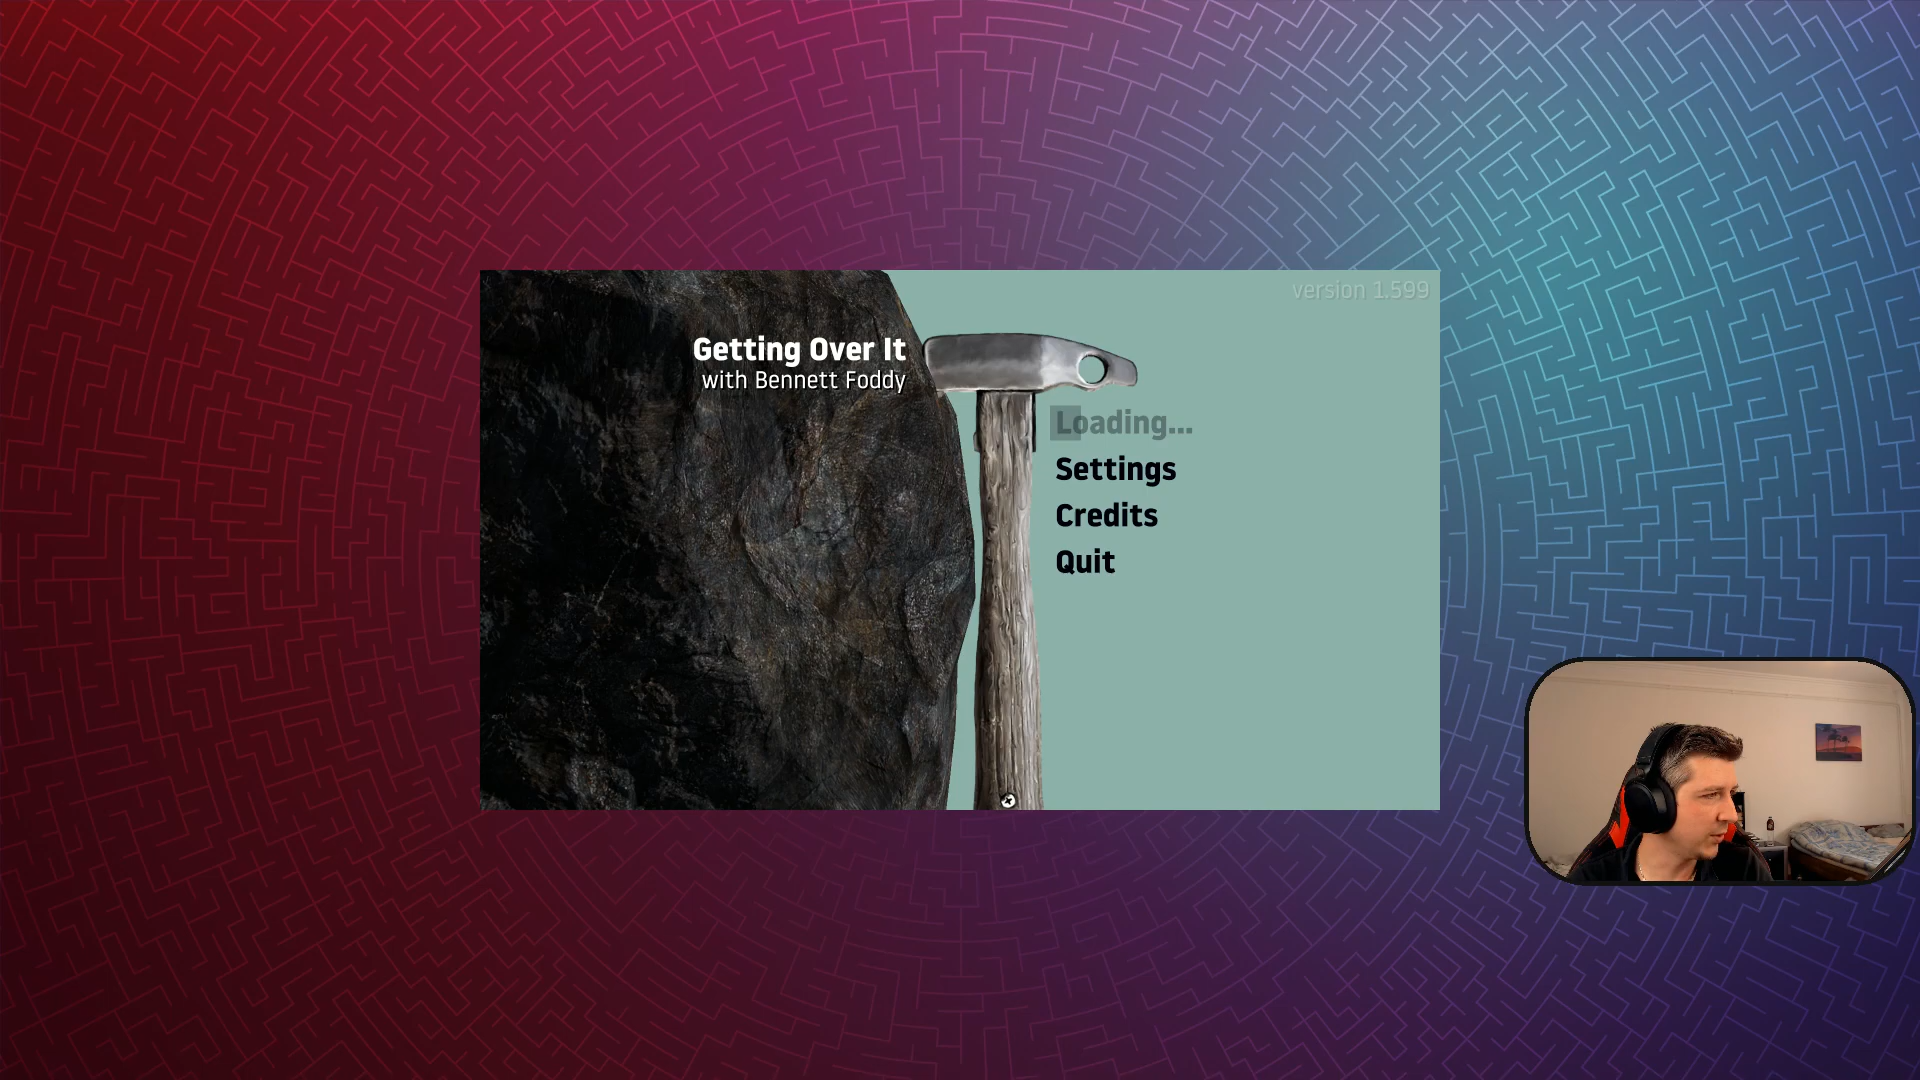 version 1.599
Getting Over It
with Bennett Foddy
Loading...
Settings
Credits
Quit